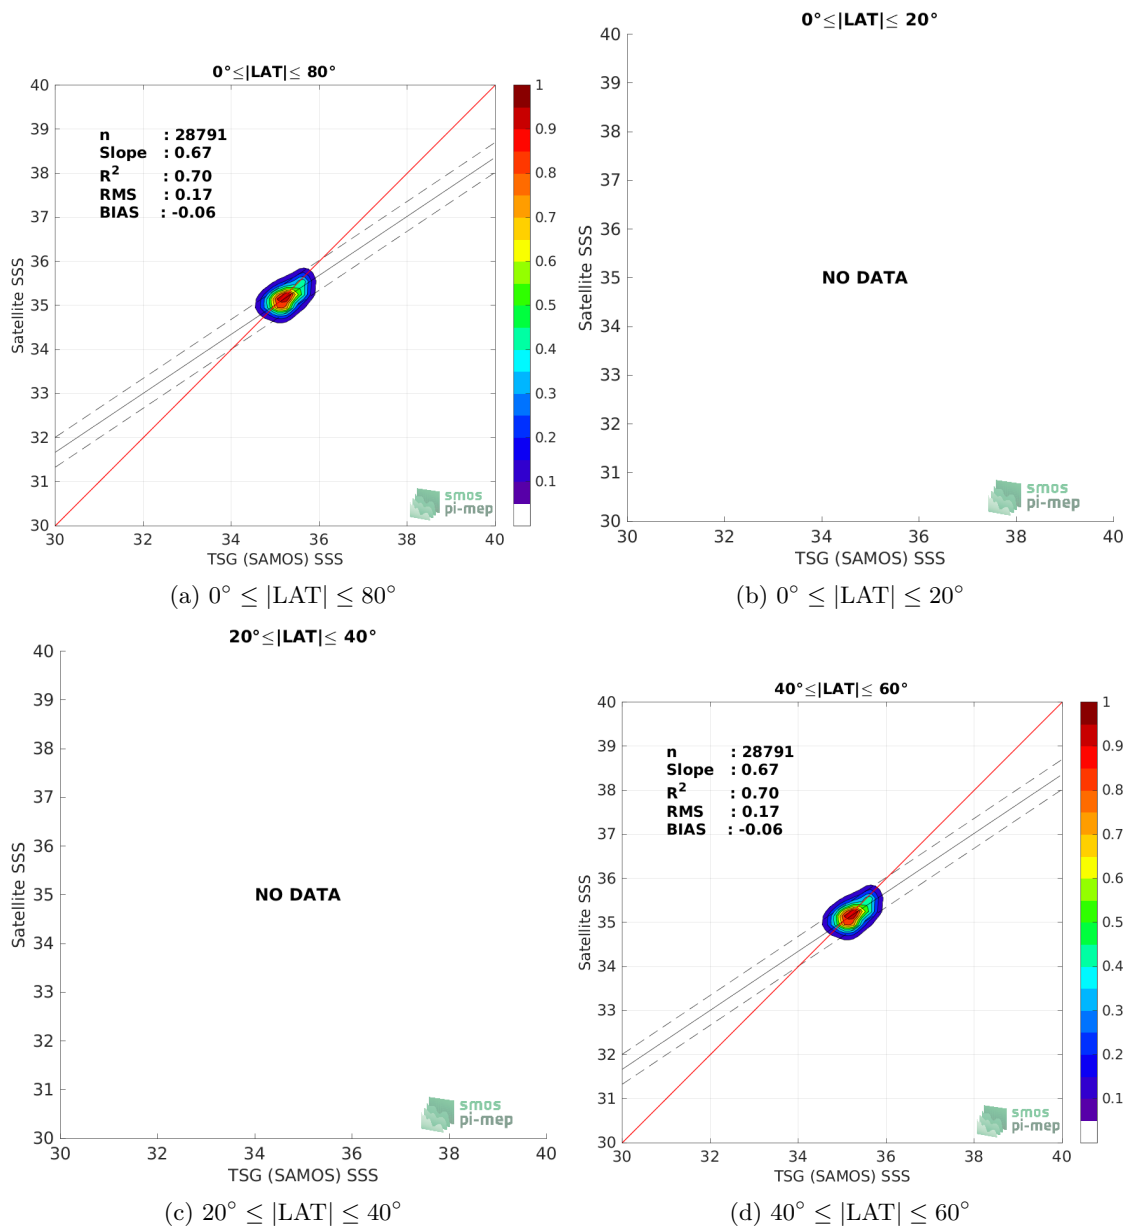 0°≤|LAT|≤ 80°
40
39
38
37
36
35
34
33
32
31
30
Satellite SSS
n : 28791
Slope : 0.67
R² : 0.70
RMS : 0.17
BIAS : -0.06
smos
pi-mep
30 32 34 36 38 40
TSG (SAMOS) SSS
1
0.9
0.8
0.7
0.6
0.5
0.4
0.3
0.2
0.1
(a) 0° ≤ |LAT| ≤ 80°
0°≤|LAT|≤ 20°
40
39
38
37
36
35
34
33
32
31
30
Satellite SSS
NO DATA
smos
pi-mep
30 32 34 36 38 40
TSG (SAMOS) SSS
(b) 0° ≤ |LAT| ≤ 20°
20°≤|LAT|≤ 40°
40
39
38
37
36
35
34
33
32
31
30
Satellite SSS
NO DATA
smos
pi-mep
30 32 34 36 38 40
TSG (SAMOS) SSS
(c) 20° ≤ |LAT| ≤ 40°
40°≤|LAT|≤ 60°
40
39
38
37
36
35
34
33
32
31
30
Satellite SSS
n : 28791
Slope : 0.67
R² : 0.70
RMS : 0.17
BIAS : -0.06
smos
pi-mep
30 32 34 36 38 40
TSG (SAMOS) SSS
1
0.9
0.8
0.7
0.6
0.5
0.4
0.3
0.2
0.1
(d) 40° ≤ |LAT| ≤ 60°